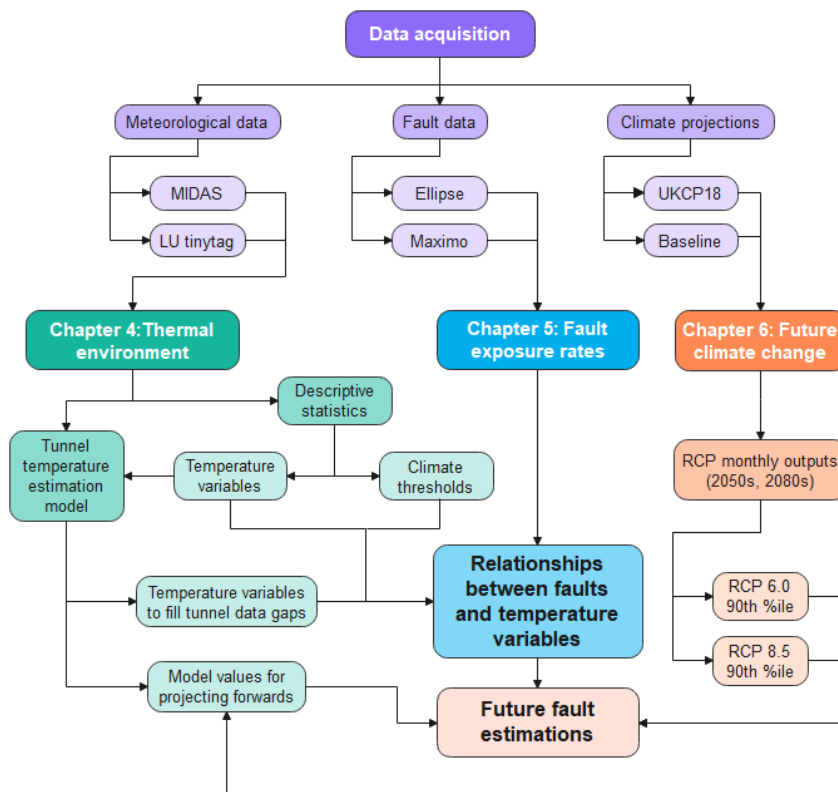 Data acquisition
Meteorological data
Fault data
Climate projections
MIDAS
Ellipse
UKCP18
LU tinytag
Maximo
Baseline
Chapter 4:Thermal
environment
Chapter 5: Fault
exposure rates
Chapter 6: Future
climate change
Descriptive
statistics
Tunnel
temperature
estimation
model
Temperature
variables
Climate
thresholds
RCP monthly outputs
(2050s, 2080s)
Relationships
between faults
and temperature
variables
Temperature variables
to fill tunnel data gaps
RCP 6.0
90th %ile
RCP 8.5
90th %ile
Model values for
projecting forwards
Future fault
estimations